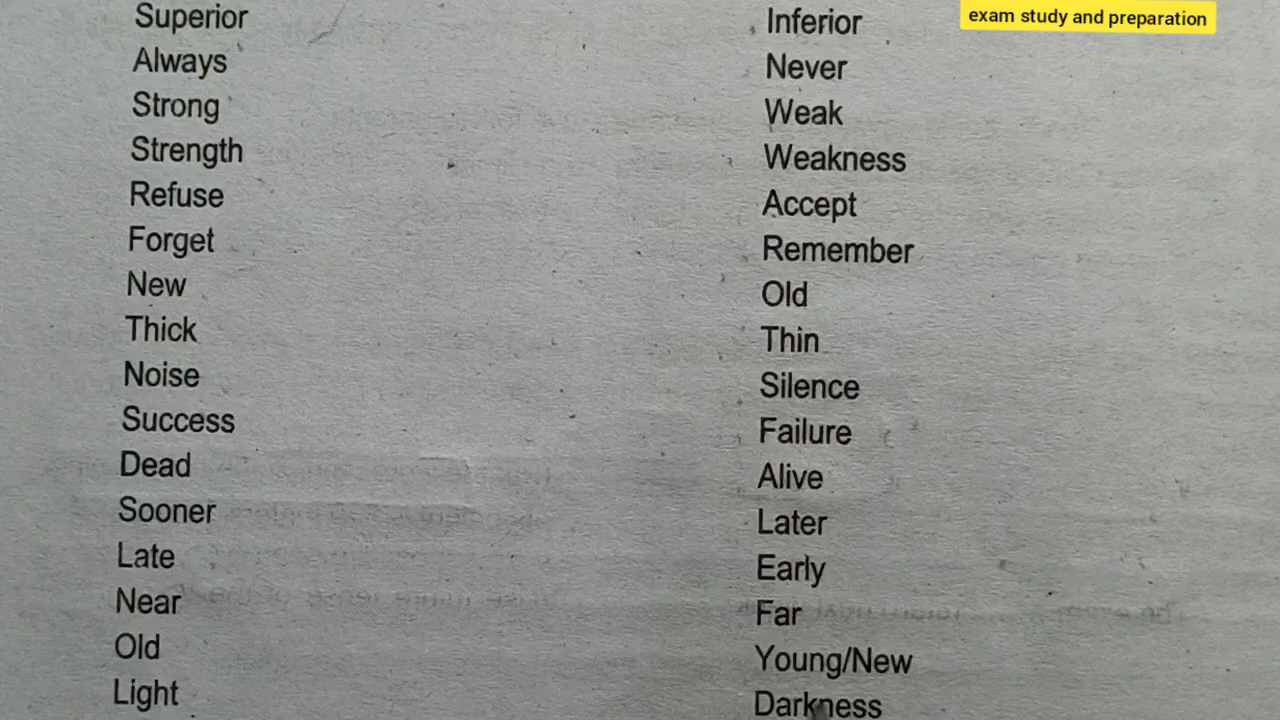 Superior Inferior
exam study and preparation
Always Never
Strong Weak
Strength Weakness
Refuse Accept
Forget Remember
New Old
Thick Thin
Noise Silence
Success Failure
Dead Alive
Sooner Later
Late Early
Near Far
Old Young/New
Light Darkness